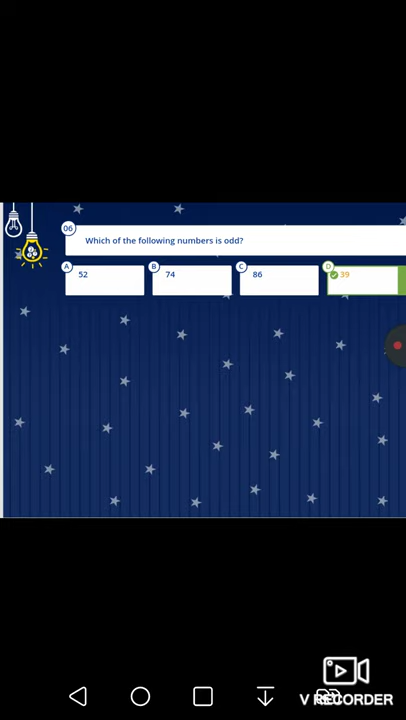 06
Which of the following numbers is odd?
A
52
B
74
C
86
D
39
V RECORDER